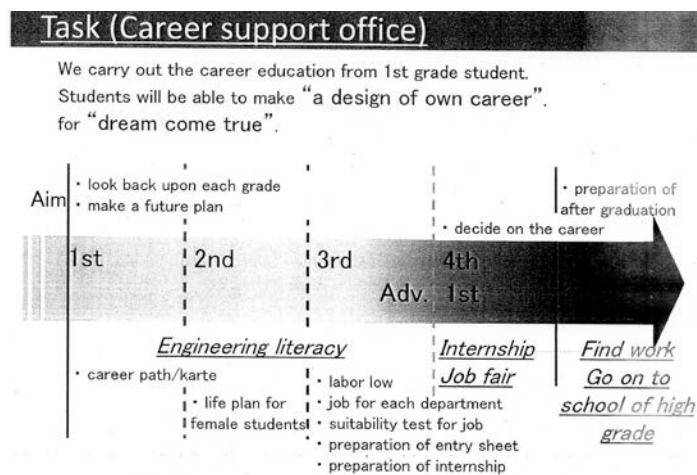 Task (Career support office)
We carry out the career education from 1st grade student.
Students will be able to make “a design of own career”.
for “dream come true”.
Aim
・look back upon each grade
・make a future plan
・decide on the career
・preparation of
after graduation
1st
2nd
3rd
4th
Adv. 1st
Engineering literacy
・career path/karte
・life plan for
female students
・labor low
・job for each department
・suitability test for job
・preparation of entry sheet
・preparation of internship
Internship
Job fair
Find work
Go on to
school of high
grade